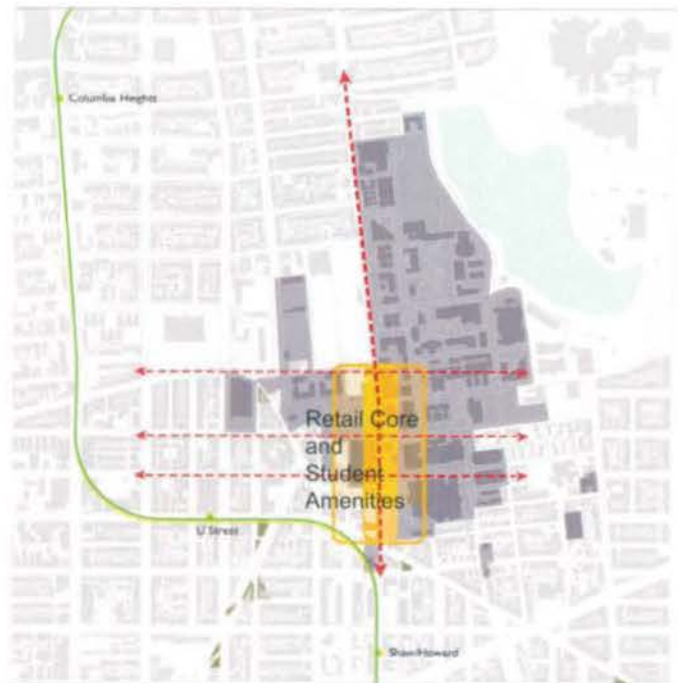 Columbia Heights
Retail Core
and
Student
Amenities
U Street
Shaw/Howard